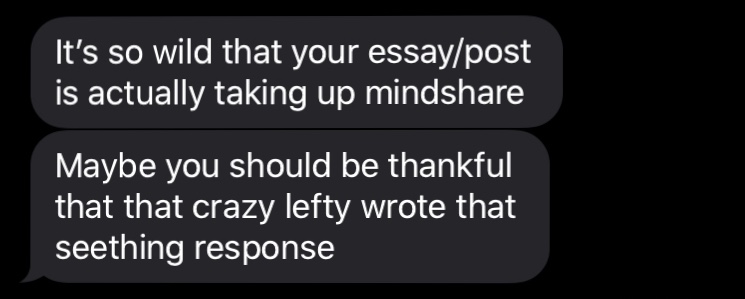 It’s so wild that your essay/post
is actually taking up mindshare
Maybe you should be thankful
that that crazy lefty wrote that
seething response